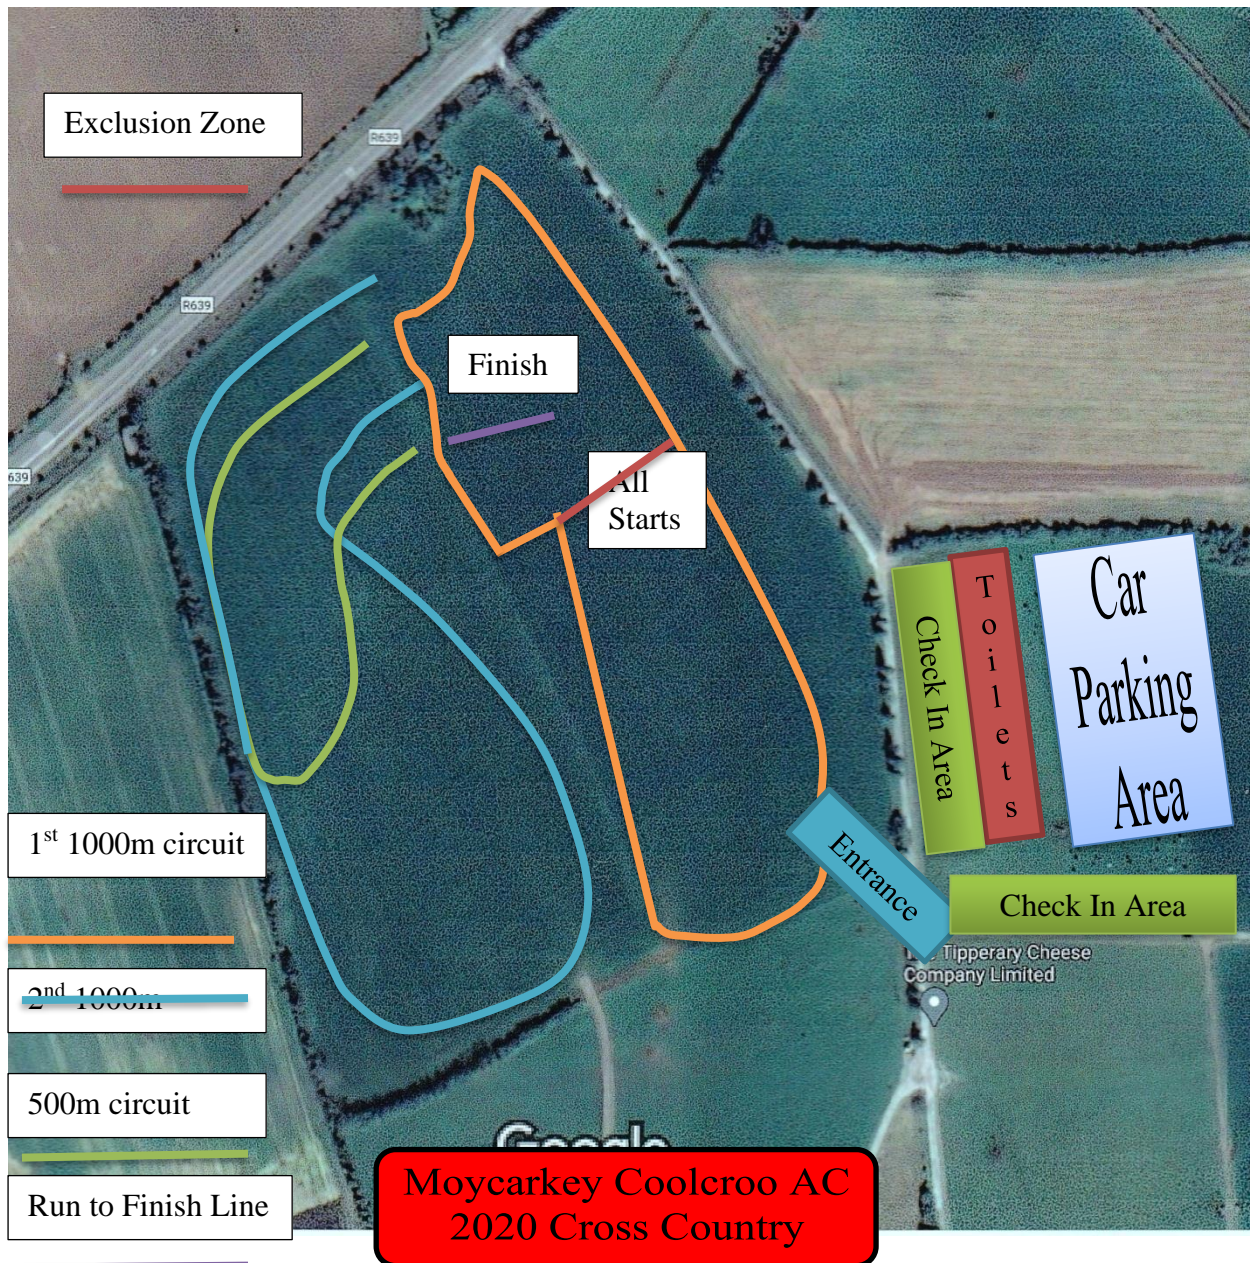 Exclusion Zone
R639
R639
639
Finish
All
Starts
Toilets
Check In Area
Car
Parking
Area
1st 1000m circuit
Entrance
Check In Area
Tipperary Cheese
Company Limited
2nd 1000m
500m circuit
Google
Run to Finish Line
Moycarkey Coolcroo AC
2020 Cross Country